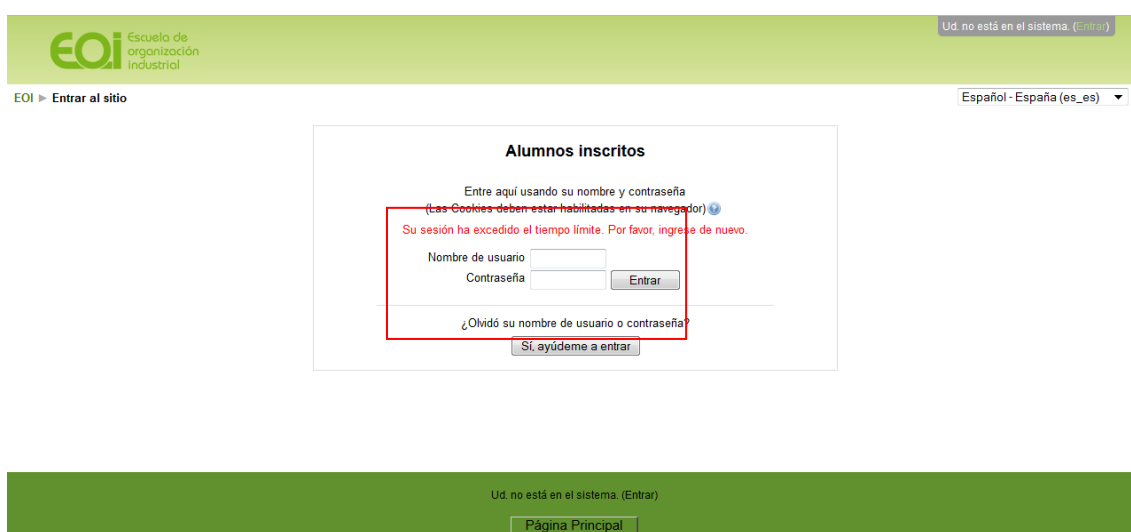 Ud. no está en el sistema. (Entrar)
EOi Escuela de
organización
industrial
EOI ► Entrar al sitio
Español - España (es_es)
Alumnos inscritos
Entre aquí usando su nombre y contraseña
(Las Cookies deben estar habilitadas en su navegador)
Su sesión ha excedido el tiempo límite. Por favor, ingrese de nuevo.
Nombre de usuario
Contraseña Entrar
¿Olvidó su nombre de usuario o contraseña?
Sí, ayúdeme a entrar
Ud. no está en el sistema. (Entrar)
Página Principal